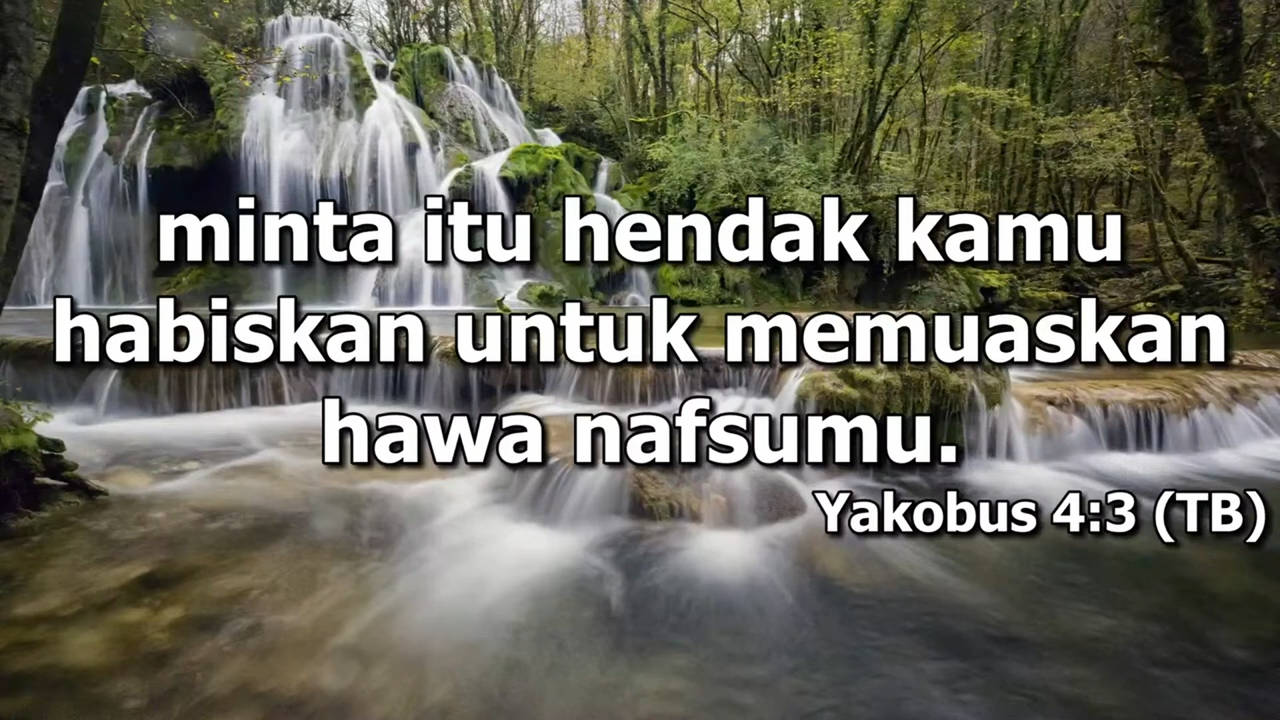 minta itu hendak kamu
habiskan untuk memuaskan
hawa nafsumu.
Yakobus 4:3 (TB)